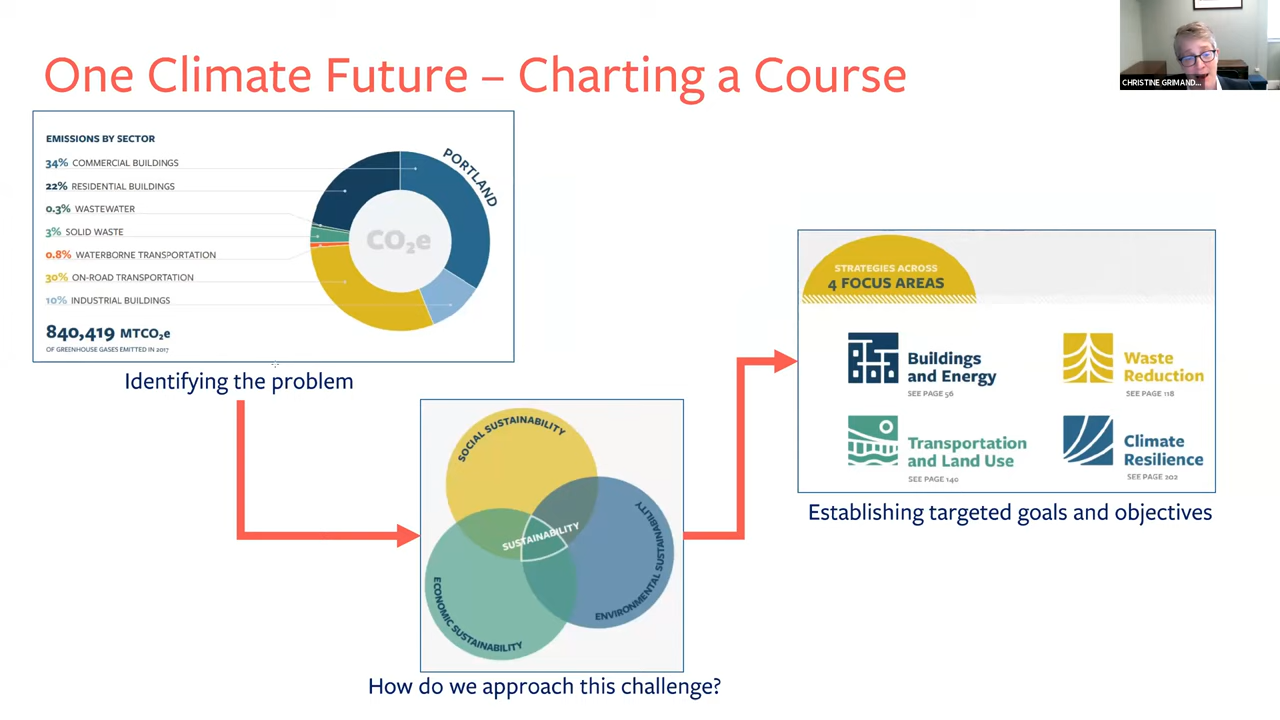 One Climate Future – Charting a Course
CHRISTINE GRIMAND...
EMISSIONS BY SECTOR
34% COMMERCIAL BUILDINGS
22% RESIDENTIAL BUILDINGS
0.3% WASTEWATER
3% SOLID WASTE
0.8% WATERBORNE TRANSPORTATION
30% ON-ROAD TRANSPORTATION
10% INDUSTRIAL BUILDINGS
840,419 MTCO₂e
OF GREENHOUSE GASES EMITTED IN 2017
PORTLAND
CO₂e
Identifying the problem
SOCIAL SUSTAINABILITY
SUSTAINABILITY
ENVIRONMENTAL SUSTAINABILITY
ECONOMIC SUSTAINABILITY
How do we approach this challenge?
STRATEGIES ACROSS
4 FOCUS AREAS
Buildings
and Energy
SEE PAGE 56
Waste
Reduction
SEE PAGE 118
Transportation
and Land Use
SEE PAGE 140
Climate
Resilience
SEE PAGE 202
Establishing targeted goals and objectives